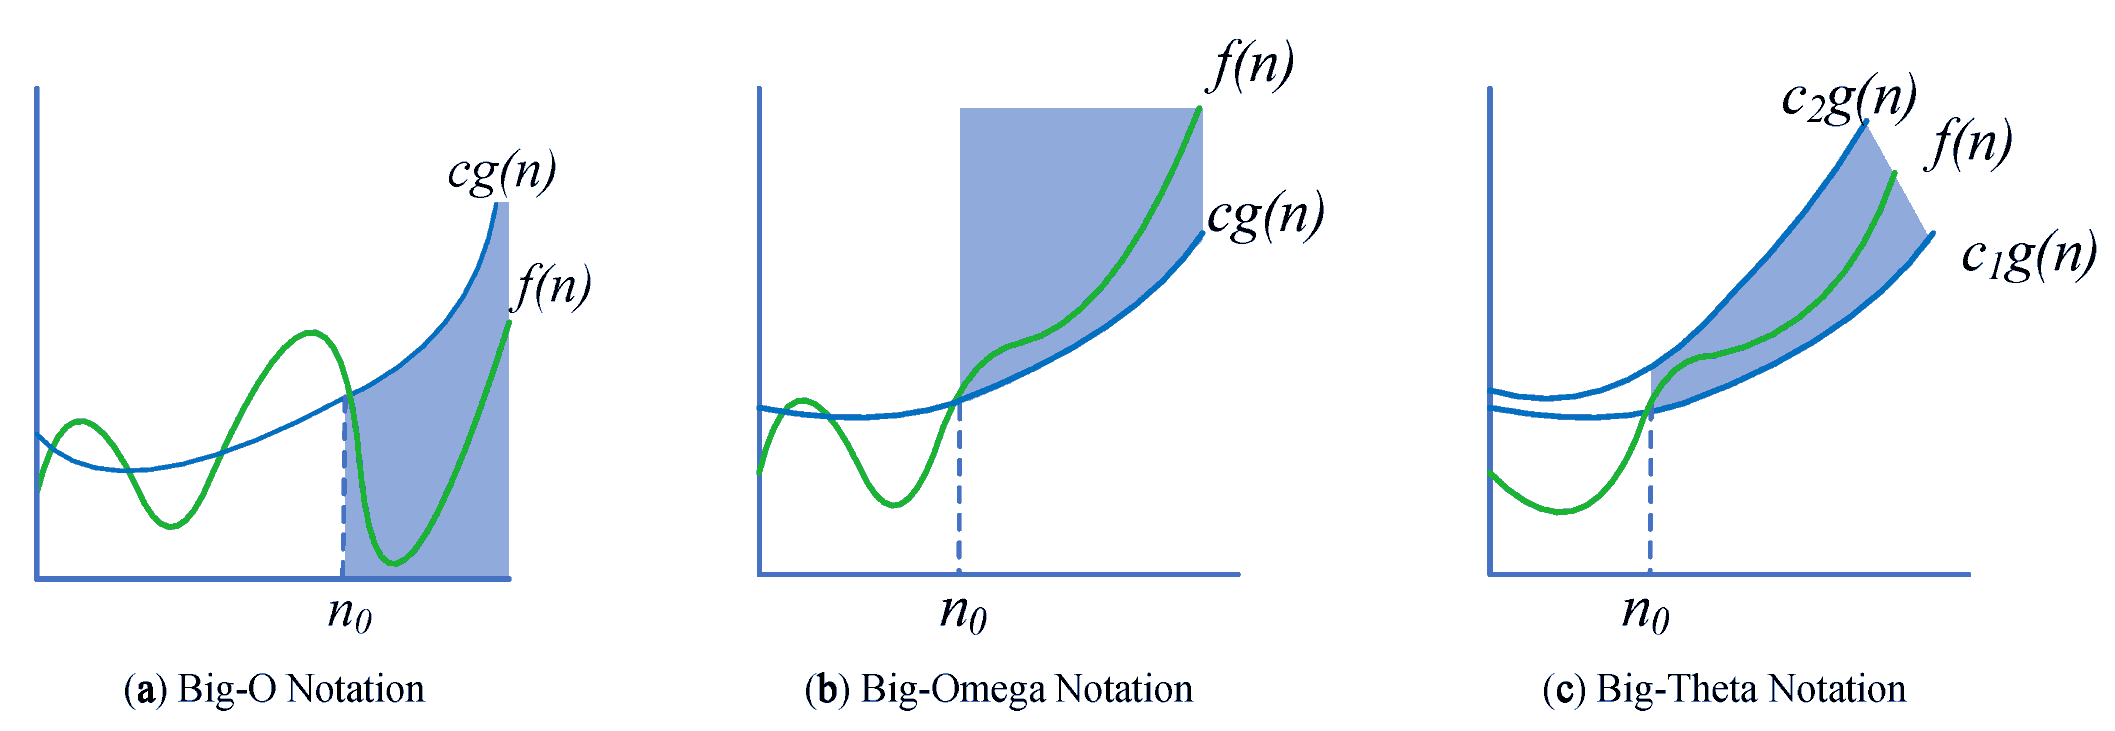 cg(n)
f(n)
n0
(a) Big-O Notation
f(n)
cg(n)
n0
(b) Big-Omega Notation
c2g(n)
f(n)
c1g(n)
n0
(c) Big-Theta Notation